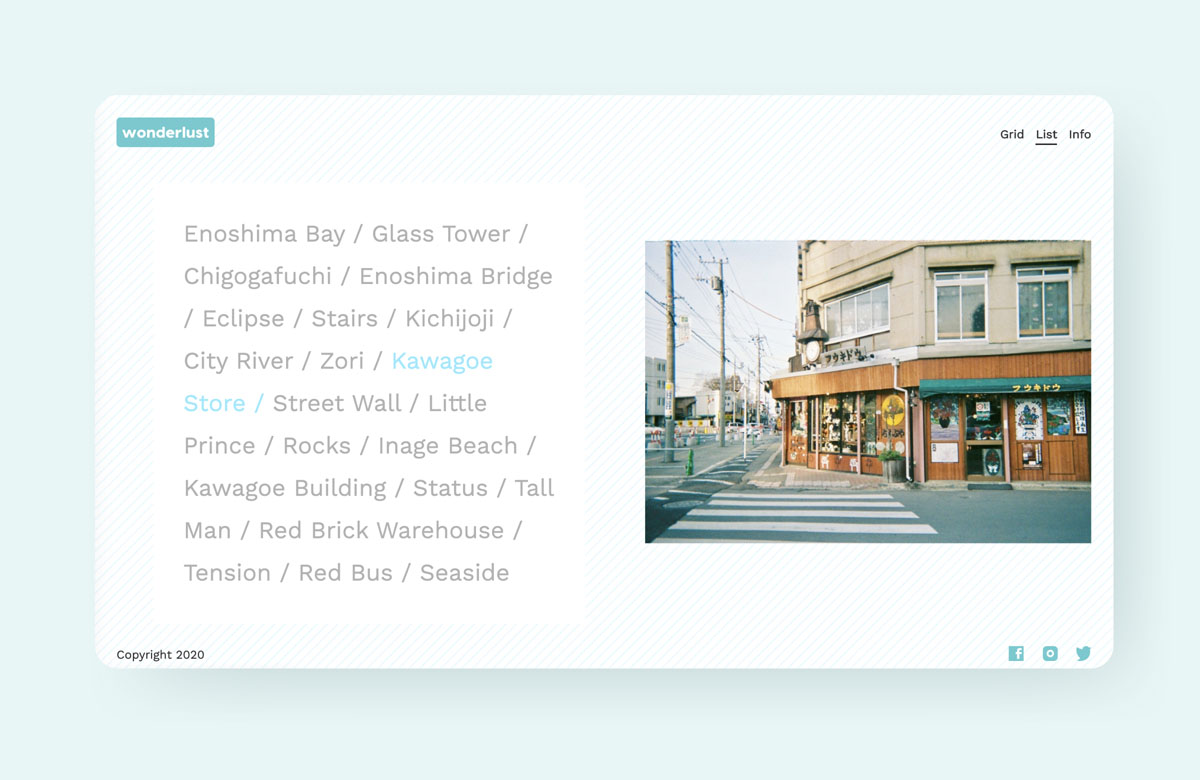 wonderlust
Grid List Info
Enoshima Bay / Glass Tower /
Chigogafuchi / Enoshima Bridge
/ Eclipse / Stairs / Kichijoji /
City River / Zori / Kawagoe
Store / Street Wall / Little
Prince / Rocks / Inage Beach /
Kawagoe Building / Status / Tall
Man / Red Brick Warehouse /
Tension / Red Bus / Seaside
フウキドウ
フウキドウ
Copyright 2020